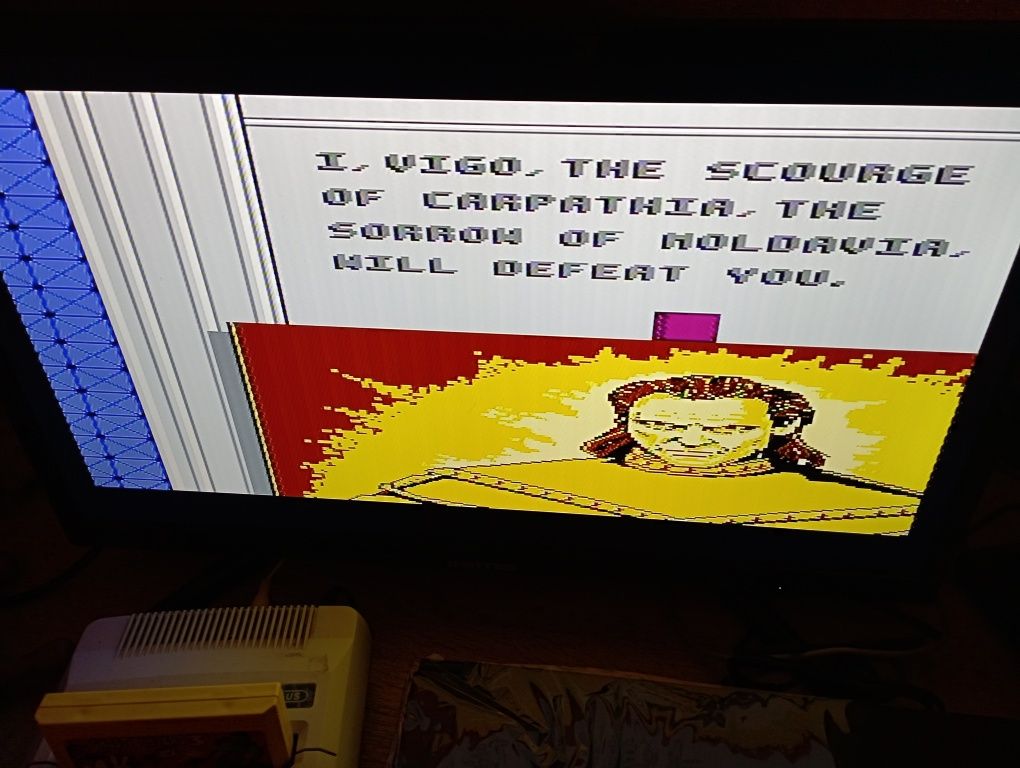 I, VIGO, THE SCOURGE
OF CARPATHIA, THE
SORROW OF MOLDAVIA,
WILL DEFEAT YOU.